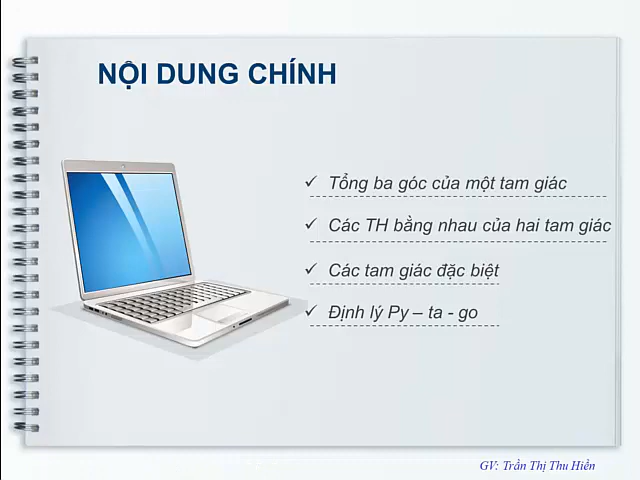 NỘI DUNG CHÍNH
✓ Tổng ba góc của một tam giác
✓ Các TH bằng nhau của hai tam giác
✓ Các tam giác đặc biệt
✓ Định lý Py – ta - go
GV: Trần Thị Thu Hiền